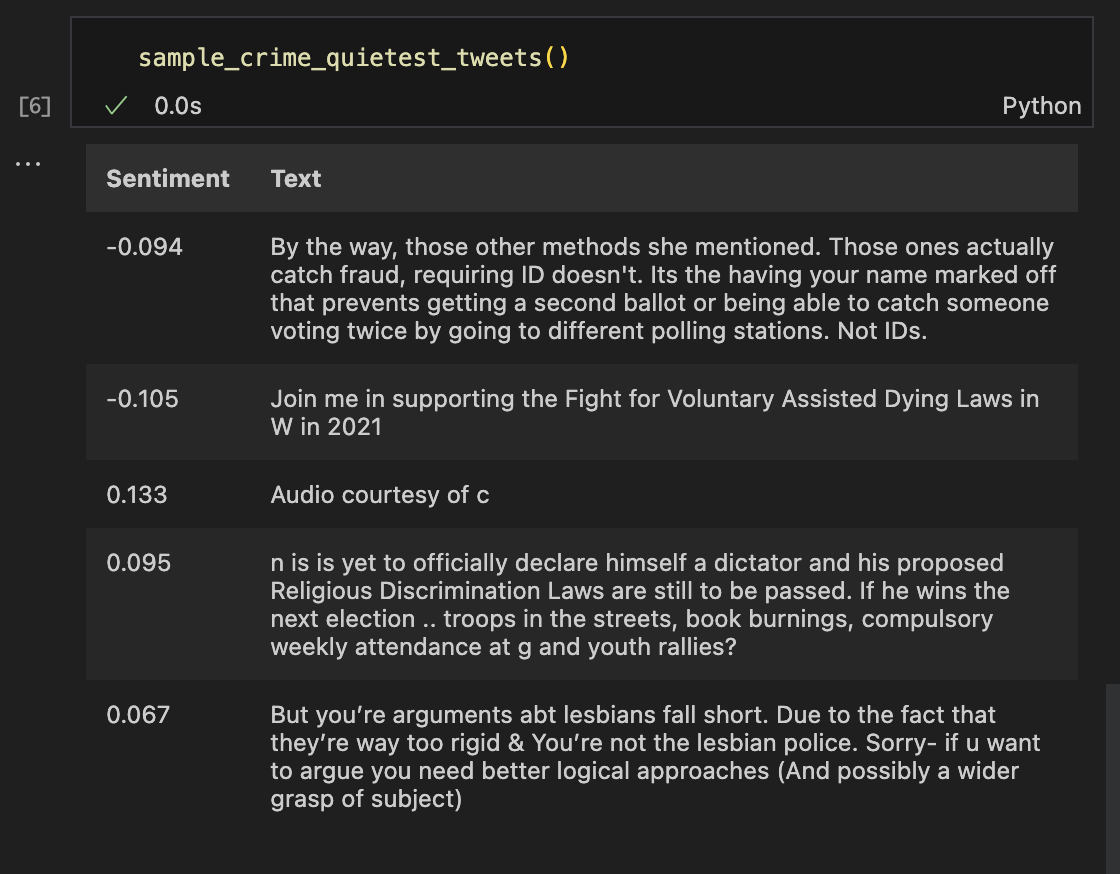 sample_crime_quietest_tweets()
[6]
0.0s
Python
...
Sentiment Text
-0.094 By the way, those other methods she mentioned. Those ones actually
catch fraud, requiring ID doesn't. Its the having your name marked off
that prevents getting a second ballot or being able to catch someone
voting twice by going to different polling stations. Not IDs.
-0.105 Join me in supporting the Fight for Voluntary Assisted Dying Laws in
W in 2021
0.133 Audio courtesy of c
0.095 n is is yet to officially declare himself a dictator and his proposed
Religious Discrimination Laws are still to be passed. If he wins the
next election .. troops in the streets, book burnings, compulsory
weekly attendance at g and youth rallies?
0.067 But you’re arguments abt lesbians fall short. Due to the fact that
they’re way too rigid & You’re not the lesbian police. Sorry- if u want
to argue you need better logical approaches (And possibly a wider
grasp of subject)